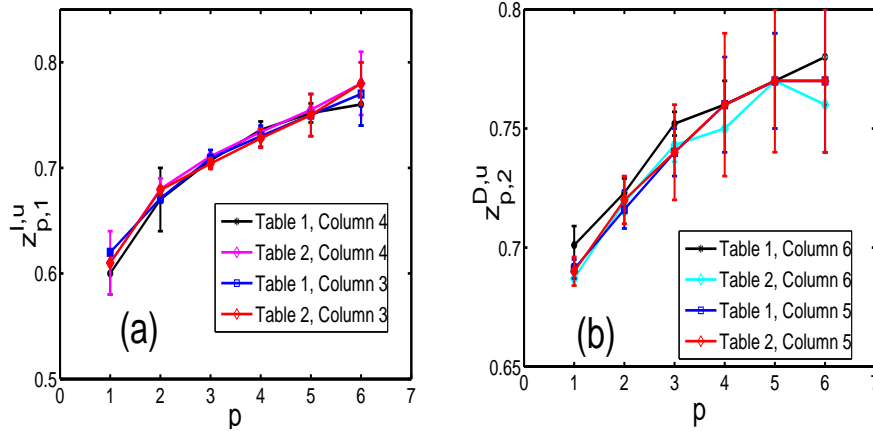 0.8
0.7
0.6
0.5
0 1 2 3 4 5 6 7
p
z_{p,1}^{I,u}
(a)
Table 1, Column 4
Table 2, Column 4
Table 1, Column 3
Table 2, Column 3
0.8
0.75
0.7
0.65
0 1 2 3 4 5 6 7
p
z_{p,2}^{D,u}
(b)
Table 1, Column 6
Table 2, Column 6
Table 1, Column 5
Table 2, Column 5